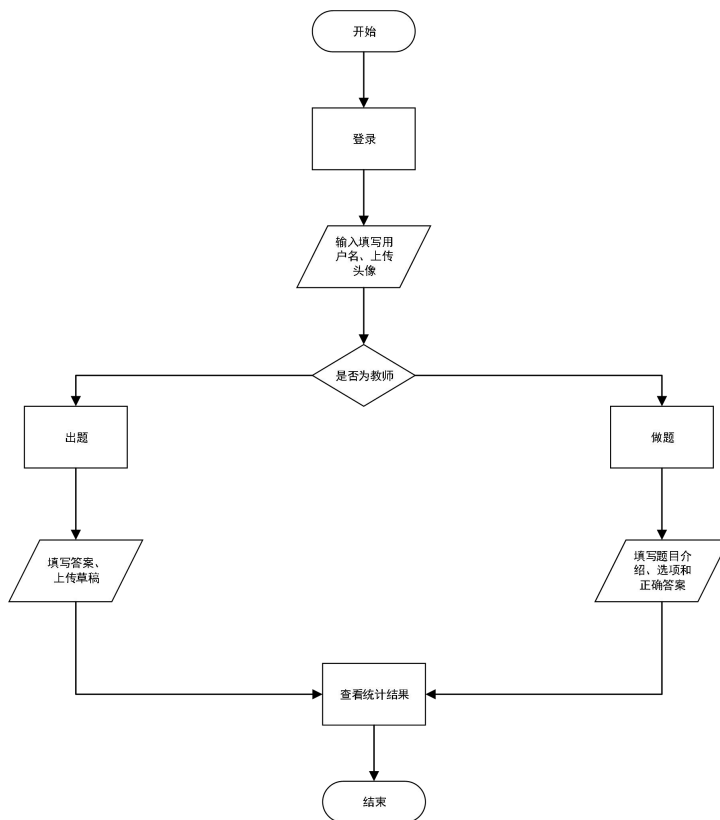 开始
登录
输入填写用
户名、上传
头像
是否为教师
出题
做题
填写答案、
上传草稿
填写题目介
绍、选项和
正确答案
查看统计结果
结束